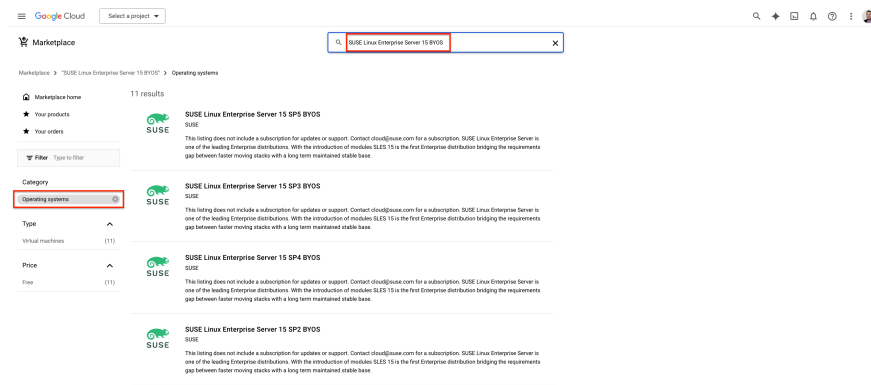 Google Cloud
Select a project
Marketplace
SUSE Linux Enterprise Server 15 BYOS
Marketplace > "SUSE Linux Enterprise Server 15 BYOS" > Operating systems
Marketplace home
Your products
Your orders
Filter Type to filter
Category
Operating systems
Type
Virtual machines (11)
Price
Free (11)
11 results
SUSE
SUSE Linux Enterprise Server 15 SP5 BYOS
SUSE
This listing does not include a subscription for updates or support. Contact cloud@suse.com for a subscription. SUSE Linux Enterprise Server is
one of the leading Enterprise distributions. With the introduction of modules SLES 15 is the first Enterprise distribution bridging the requirements
gap between faster moving stacks with a long term maintained stable base.
SUSE
SUSE Linux Enterprise Server 15 SP3 BYOS
SUSE
This listing does not include a subscription for updates or support. Contact cloud@suse.com for a subscription. SUSE Linux Enterprise Server is
one of the leading Enterprise distributions. With the introduction of modules SLES 15 is the first Enterprise distribution bridging the requirements
gap between faster moving stacks with a long term maintained stable base.
SUSE
SUSE Linux Enterprise Server 15 SP4 BYOS
SUSE
This listing does not include a subscription for updates or support. Contact cloud@suse.com for a subscription. SUSE Linux Enterprise Server is
one of the leading Enterprise distributions. With the introduction of modules SLES 15 is the first Enterprise distribution bridging the requirements
gap between faster moving stacks with a long term maintained stable base.
SUSE
SUSE Linux Enterprise Server 15 SP2 BYOS
SUSE
This listing does not include a subscription for updates or support. Contact cloud@suse.com for a subscription. SUSE Linux Enterprise Server is
one of the leading Enterprise distributions. With the introduction of modules SLES 15 is the first Enterprise distribution bridging the requirements
gap between faster moving stacks with a long term maintained stable base.